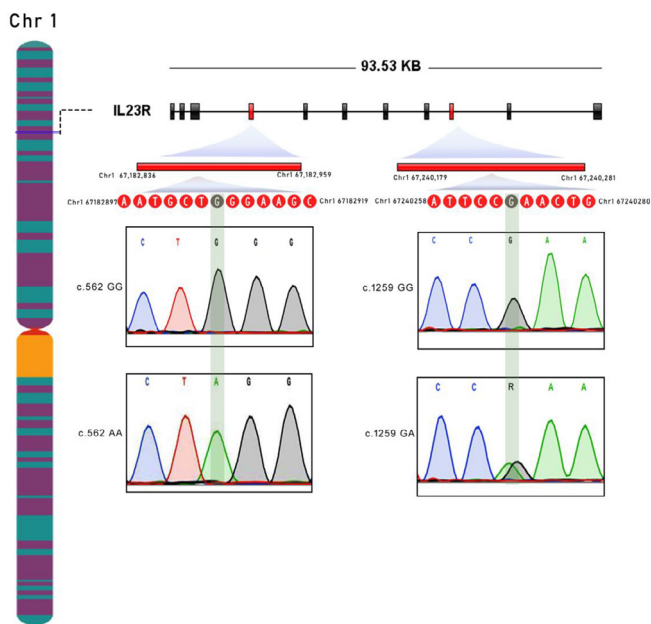 Chr 1
93.53 KB
IL23R
Chr1 67,182,836
Chr1 67,182,959
Chr1 67,240,179
Chr1 67,240,281
Chr1 67182897 A A T G C T G G G A A G C Chr1 67182919
Chr1 67240258 A T T C C G A A C T G Chr1 67240280
C T G G G
c.562 GG
C C G A A
c.1259 GG
C T A G G
c.562 AA
C C R A A
c.1259 GA